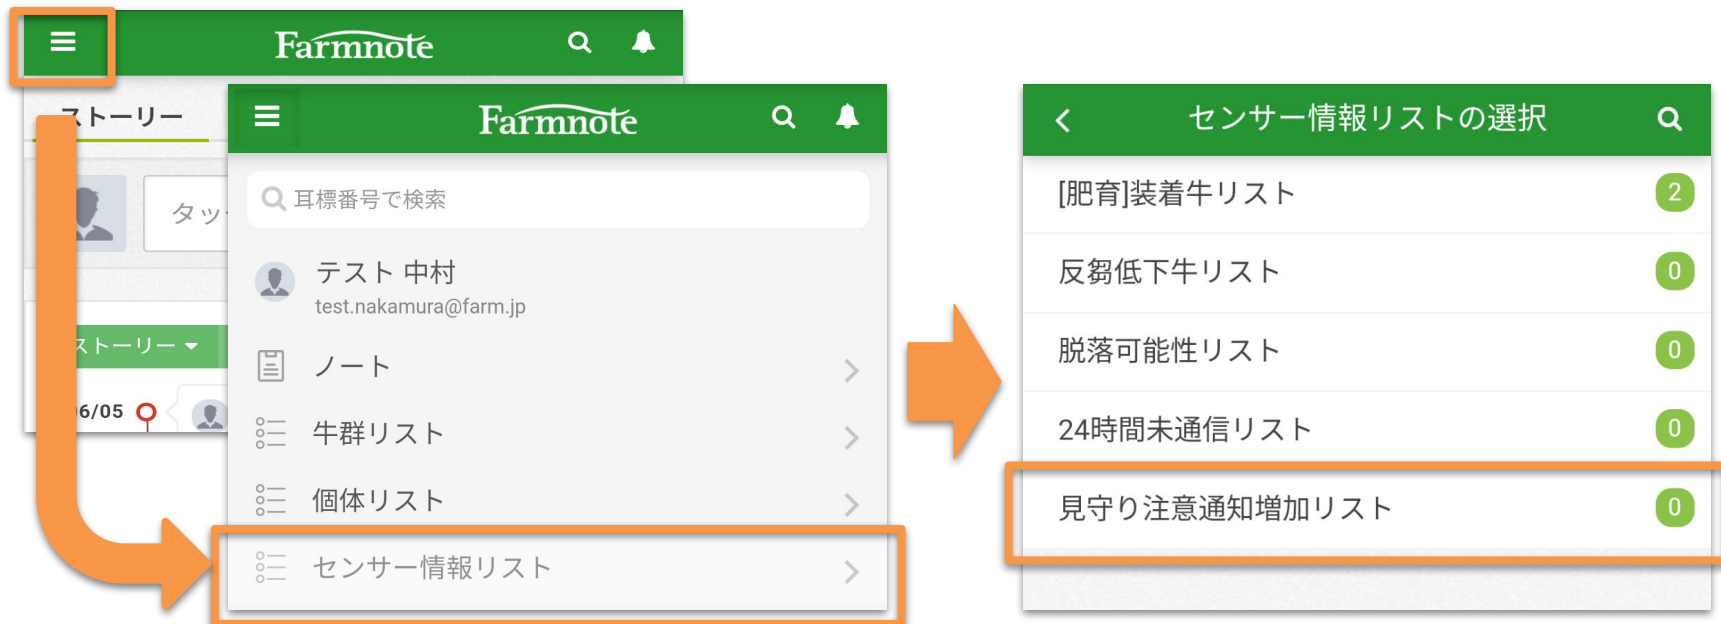 Farmnote
ストーリー
タッ
ストーリー
06/05
Farmnote
耳標番号で検索
テスト 中村
test.nakamura@farm.jp
ノート
牛群リスト
個体リスト
センサー情報リスト
センサー情報リストの選択
[肥育]装着牛リスト 2
反芻低下牛リスト 0
脱落可能性リスト 0
24時間未通信リスト 0
見守り注意通知増加リスト 0